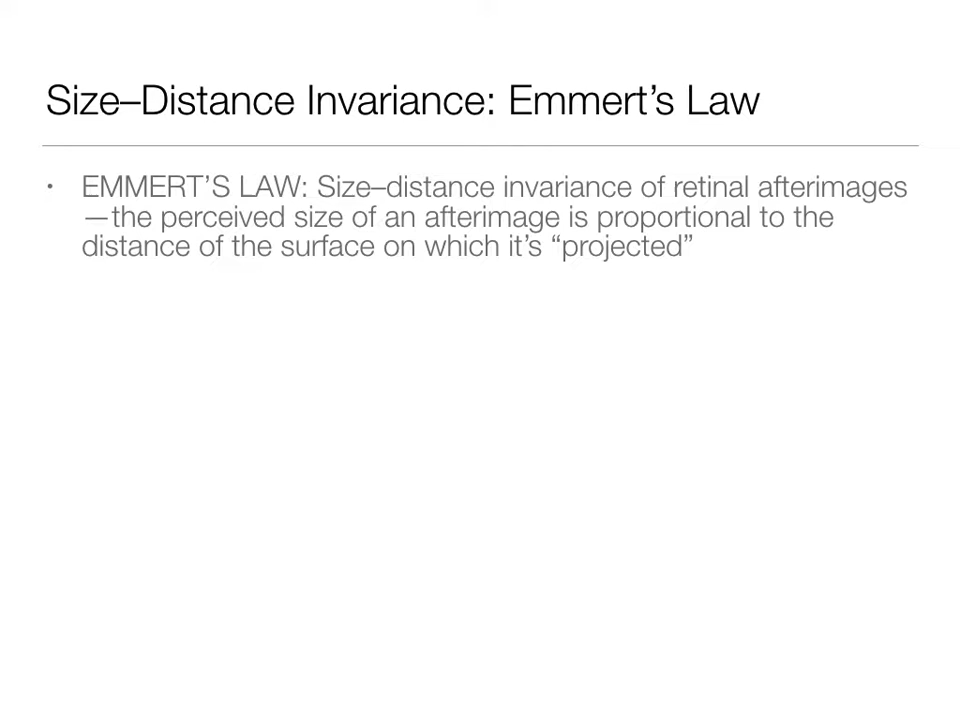 Size–Distance Invariance: Emmert’s Law
• EMMERT’S LAW: Size–distance invariance of retinal afterimages
—the perceived size of an afterimage is proportional to the
distance of the surface on which it’s “projected”